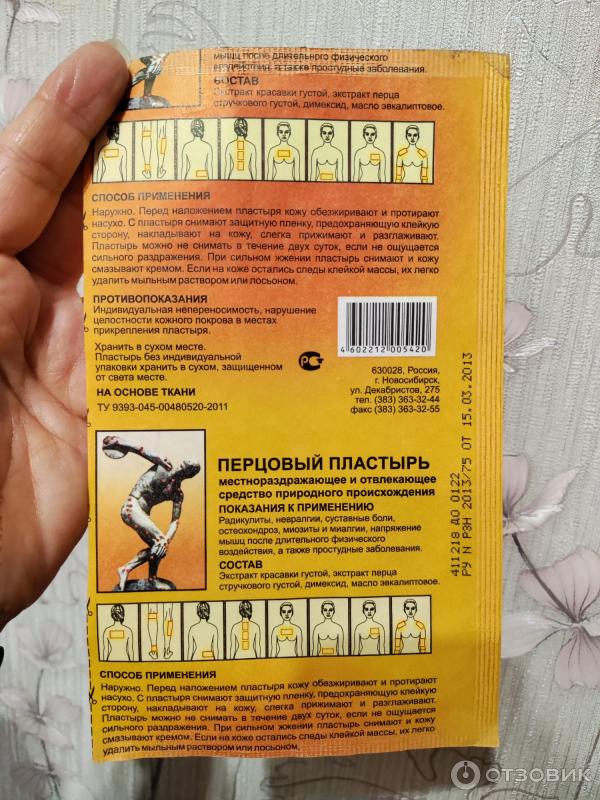 мышц после длительного физического
воздействия, а также простудные заболевания.
СОСТАВ
Экстракт красавки густой, экстракт перца
стручкового густой, димексид, масло эвкалиптовое.
СПОСОБ ПРИМЕНЕНИЯ
Наружно. Перед наложением пластыря кожу обезжиривают и протирают
насухо. С пластыря снимают защитную пленку, предохраняющую клейкую
сторону, накладывают на кожу, слегка прижимают и разглаживают.
Пластырь можно не снимать в течение двух суток, если не ощущается
сильного раздражения. При сильном жжении пластырь снимают и кожу
смазывают кремом. Если на коже остались следы клейкой массы, их легко
удалить мыльным раствором или лосьоном.
ПРОТИВОПОКАЗАНИЯ
Индивидуальная непереносимость, нарушение
целостности кожного покрова в местах
прикрепления пластыря.
Хранить в сухом месте.
Пластырь без индивидуальной
упаковки хранить в сухом, защищенном
от света месте.
НА ОСНОВЕ ТКАНИ
ТУ 9393-045-00480520-2011
4 602212 005420
630028, Россия,
г. Новосибирск,
ул. Декабристов, 275
тел. (383) 363-32-44
факс (383) 363-32-55
411218 ДО 0122
РУ N РЗН 2013/75 ОТ 15.03.2013
ПЕРЦОВЫЙ ПЛАСТЫРЬ
местнораздражающее и отвлекающее
средство природного происхождения
ПОКАЗАНИЯ К ПРИМЕНЕНИЮ
Радикулиты, невралгии, суставные боли,
остеохондроз, миозиты и миалгии, напряжение
мышц после длительного физического
воздействия, а также простудные заболевания.
СОСТАВ
Экстракт красавки густой, экстракт перца
стручкового густой, димексид, масло эвкалиптовое.
СПОСОБ ПРИМЕНЕНИЯ
Наружно. Перед наложением пластыря кожу обезжиривают и протирают
насухо. С пластыря снимают защитную пленку, предохраняющую клейкую
сторону, накладывают на кожу, слегка прижимают и разглаживают.
Пластырь можно не снимать в течение двух суток, если не ощущается
сильного раздражения. При сильном жжении пластырь снимают и кожу
смазывают кремом. Если на коже остались следы клейкой массы, их легко
удалить мыльным раствором или лосьоном.
ОТЗОВИК